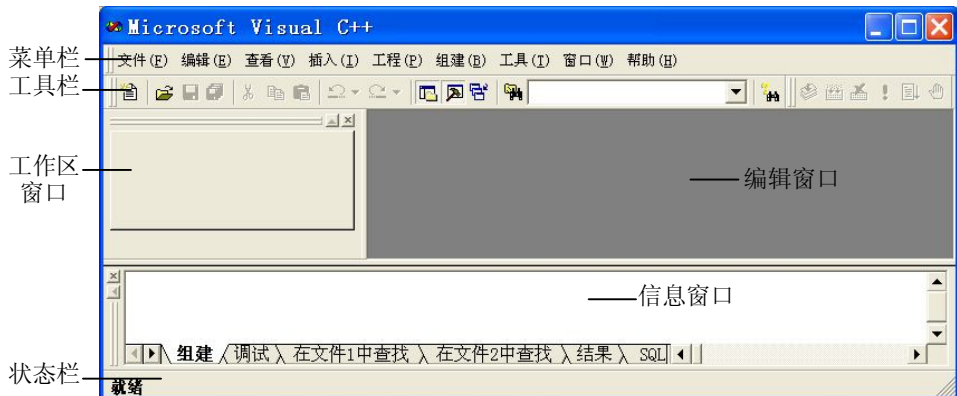 Microsoft Visual C++
菜单栏
文件(F) 编辑(E) 查看(V) 插入(I) 工程(P) 组建(B) 工具(T) 窗口(W) 帮助(H)
工具栏
工作区
窗口
编辑窗口
信息窗口
组建 调试 在文件1中查找 在文件2中查找 结果 SQL
状态栏
就绪